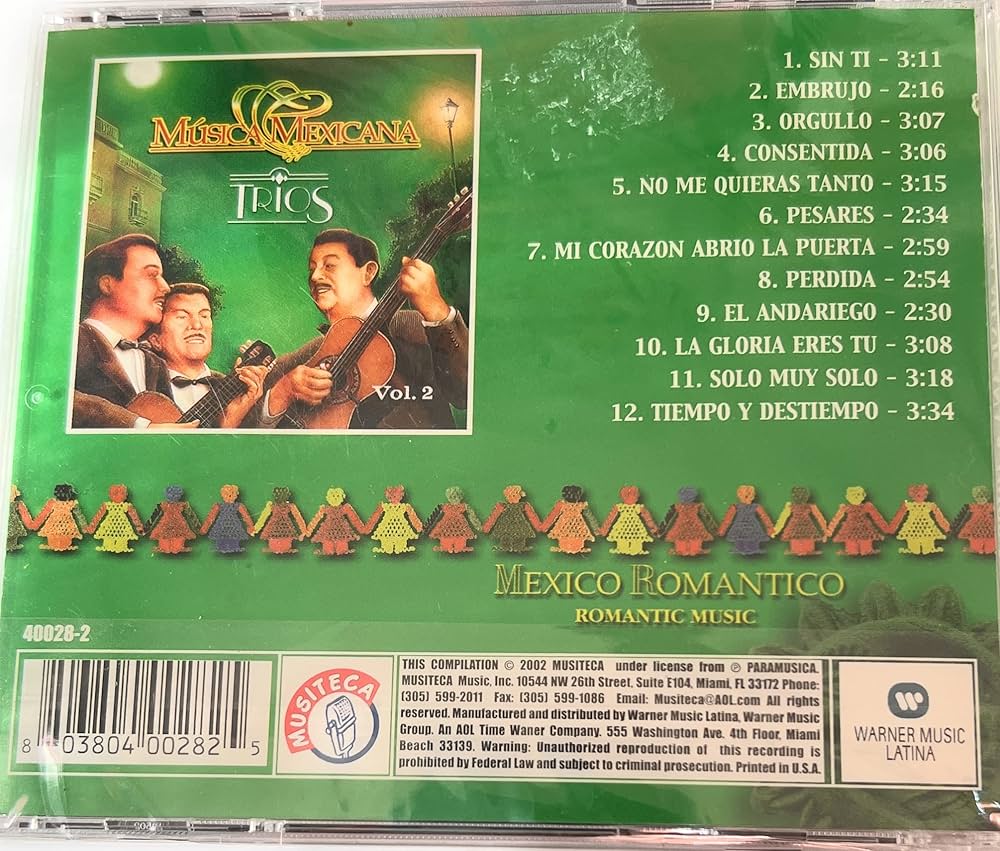 MÚSICA MEXICANA
TRIOS
Vol. 2
1. SIN TI - 3:11
2. EMBRUJO - 2:16
3. ORGULLO - 3:07
4. CONSENTIDA - 3:06
5. NO ME QUIERAS TANTO - 3:15
6. PESARES - 2:34
7. MI CORAZON ABRIO LA PUERTA - 2:59
8. PERDIDA - 2:54
9. EL ANDARIEGO - 2:30
10. LA GLORIA ERES TU - 3:08
11. SOLO MUY SOLO - 3:18
12. TIEMPO Y DESTIEMPO - 3:34
MEXICO ROMANTICO
ROMANTIC MUSIC
40028-2
8 03804 00282 5
MUSITECA
THIS COMPILATION © 2002 MUSITECA under license from ℗ PARAMUSICA.
MUSITECA Music, Inc. 10544 NW 26th Street, Suite E104, Miami, FL 33172 Phone:
(305) 599-2011 Fax: (305) 599-1086 Email: Musiteca@AOL.com All rights
reserved. Manufactured and distributed by Warner Music Latina, Warner Music
Group. An AOL Time Waner Company. 555 Washington Ave. 4th Floor, Miami
Beach 33139. Warning: Unauthorized reproduction of this recording is
prohibited by Federal Law and subject to criminal prosecution. Printed in U.S.A.
WARNER MUSIC
LATINA